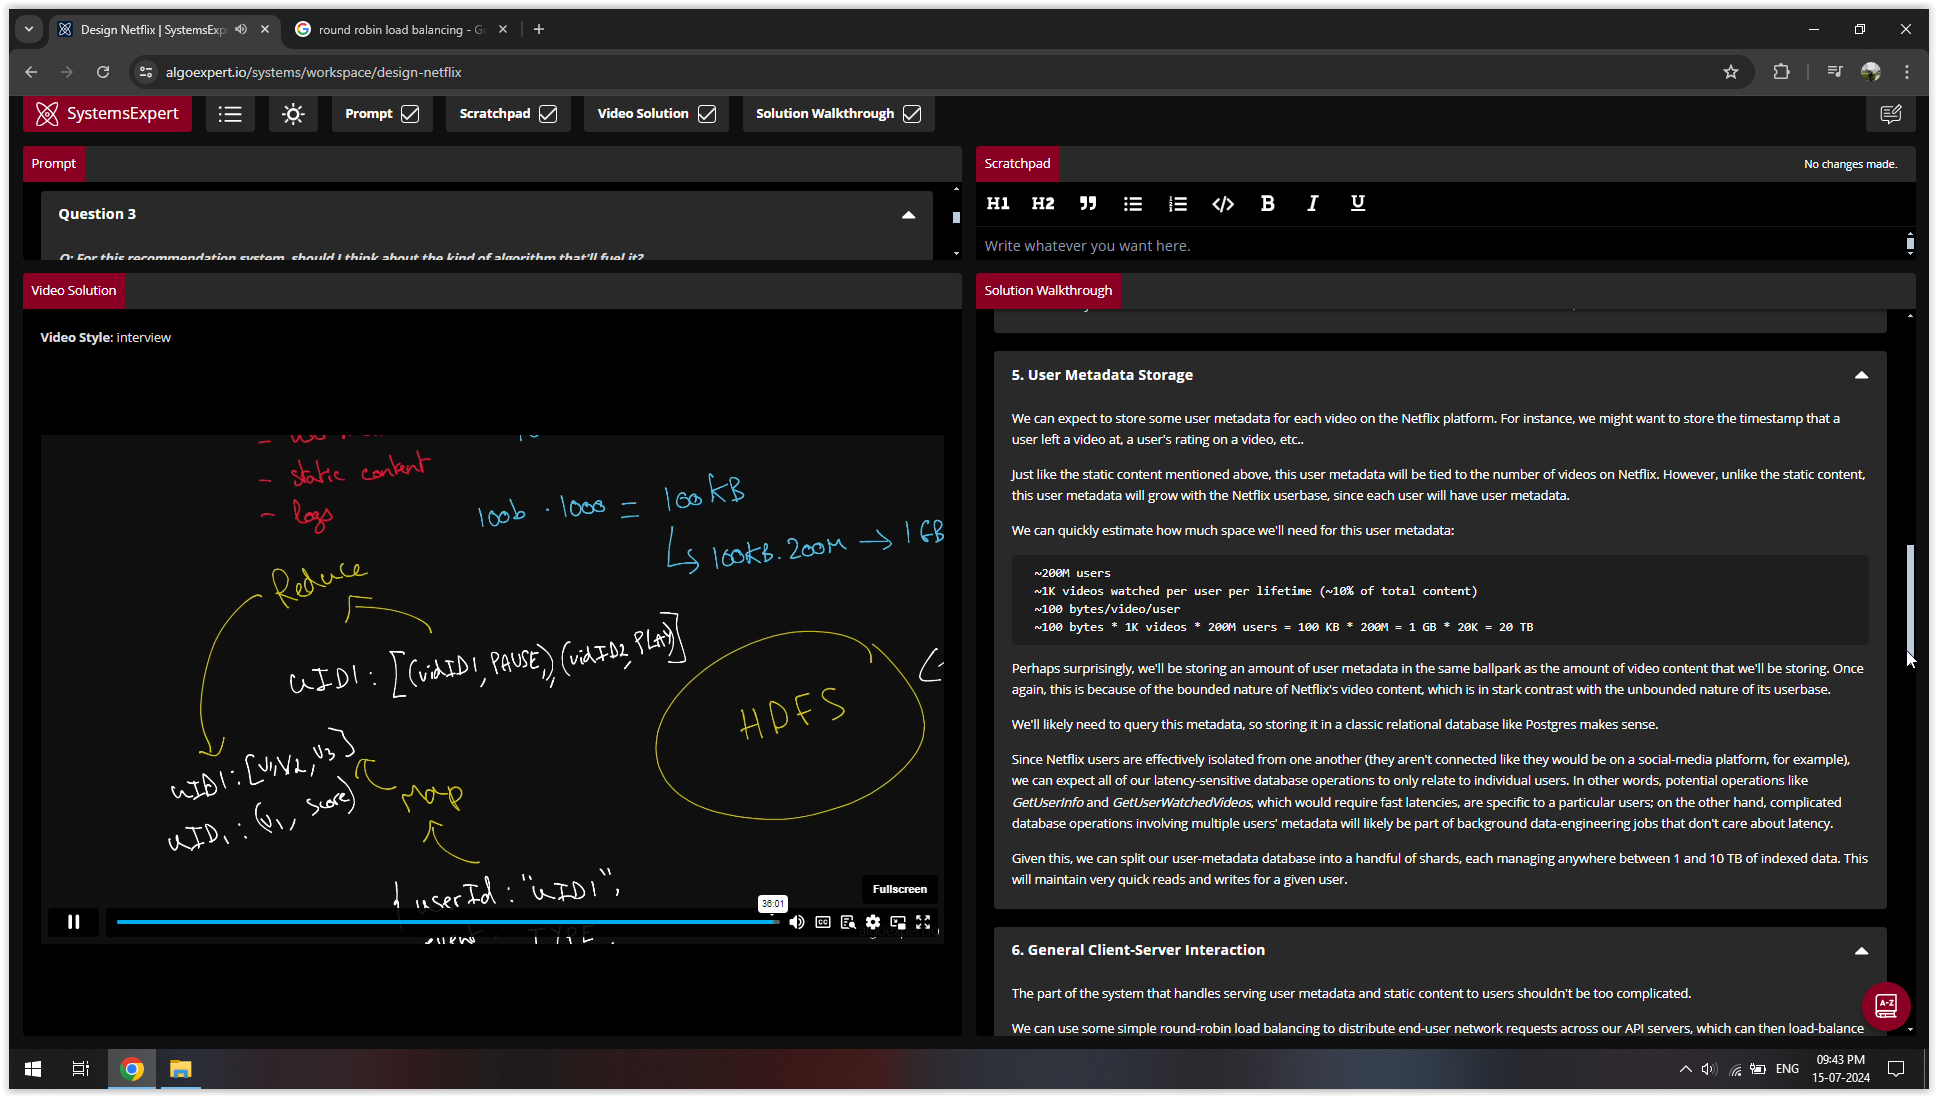 Design Netflix | SystemsExp
round robin load balancing - G
algoexpert.io/systems/workspace/design-netflix
SystemsExpert
Prompt
Scratchpad
Video Solution
Solution Walkthrough
Prompt
Question 3
Q: For this recommendation system, should I think about the kind of algorithm that'll fuel it?
Scratchpad
No changes made.
H1 H2 B I U
Write whatever you want here.
Video Solution
Video Style: interview
- static content
- logs
100b . 1000 = 100KB
100KB . 200M → 1 GB
Reduce
uID1 : [(vidID1, PAUSE), (vidID2, PLAY)]
HDFS
uID1 : [v1, v2, v3]
uID1 : (v1, score)
Map
{ userId : "uID1",
event : TYPE,
Fullscreen
36:01
CC
Solution Walkthrough
5. User Metadata Storage
We can expect to store some user metadata for each video on the Netflix platform. For instance, we might want to store the timestamp that a
user left a video at, a user's rating on a video, etc..
Just like the static content mentioned above, this user metadata will be tied to the number of videos on Netflix. However, unlike the static content,
this user metadata will grow with the Netflix userbase, since each user will have user metadata.
We can quickly estimate how much space we'll need for this user metadata:
~200M users
~1K videos watched per user per lifetime (~10% of total content)
~100 bytes/video/user
~100 bytes * 1K videos * 200M users = 100 KB * 200M = 1 GB * 20K = 20 TB
Perhaps surprisingly, we'll be storing an amount of user metadata in the same ballpark as the amount of video content that we'll be storing. Once
again, this is because of the bounded nature of Netflix's video content, which is in stark contrast with the unbounded nature of its userbase.
We'll likely need to query this metadata, so storing it in a classic relational database like Postgres makes sense.
Since Netflix users are effectively isolated from one another (they aren't connected like they would be on a social-media platform, for example),
we can expect all of our latency-sensitive database operations to only relate to individual users. In other words, potential operations like
GetUserInfo and GetUserWatchedVideos, which would require fast latencies, are specific to a particular users; on the other hand, complicated
database operations involving multiple users' metadata will likely be part of background data-engineering jobs that don't care about latency.
Given this, we can split our user-metadata database into a handful of shards, each managing anywhere between 1 and 10 TB of indexed data. This
will maintain very quick reads and writes for a given user.
6. General Client-Server Interaction
The part of the system that handles serving user metadata and static content to users shouldn't be too complicated.
We can use some simple round-robin load balancing to distribute end-user network requests across our API servers, which can then load-balance
A-Z
ENG
09:43 PM
15-07-2024